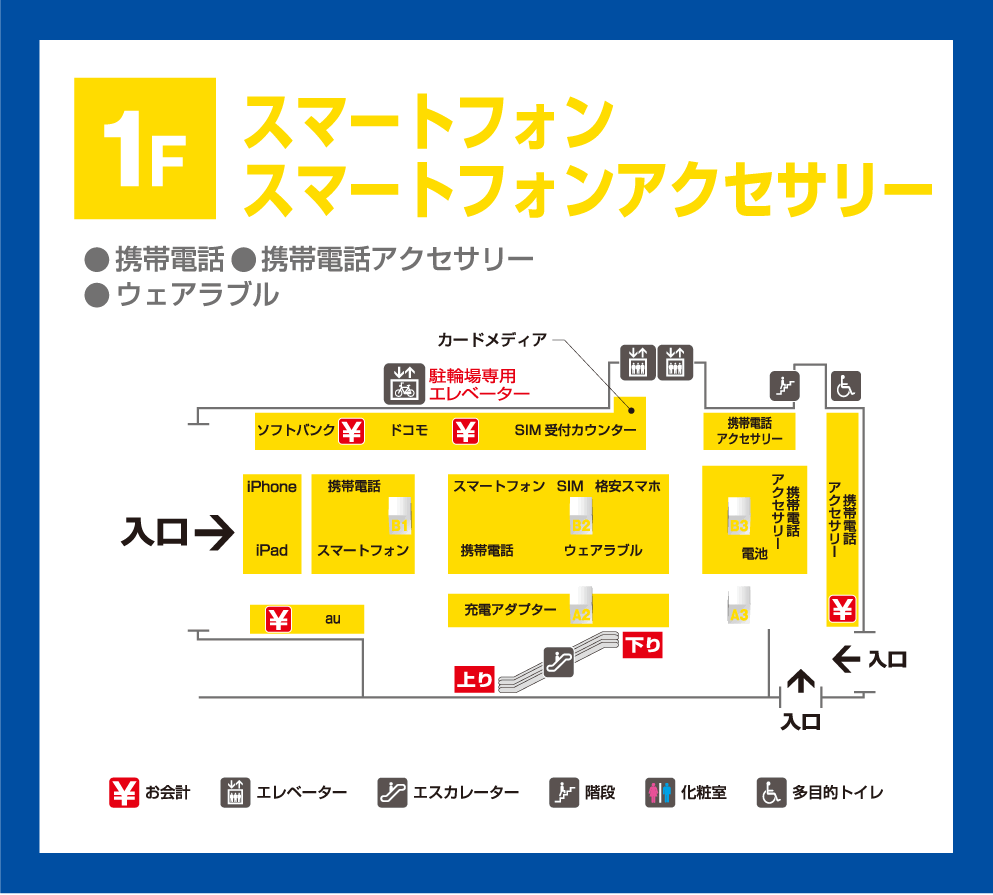 1F
スマートフォン
スマートフォンアクセサリー
●携帯電話 ●携帯電話アクセサリー
●ウェアラブル
カードメディア
駐輪場専用
エレベーター
ソフトバンク ¥ ドコモ ¥ SIM 受付カウンター
携帯電話
アクセサリー
iPhone
iPad
携帯電話
B1
スマートフォン
スマートフォン SIM 格安スマホ
B2
携帯電話 ウェアラブル
B3
携帯電話
アクセサリー
電池
携帯電話
アクセサリー
¥
入口
¥ au
充電アダプター
A2
A3
上り
下り
入口
入口
¥ お会計 エレベーター エスカレーター 階段 化粧室 多目的トイレ